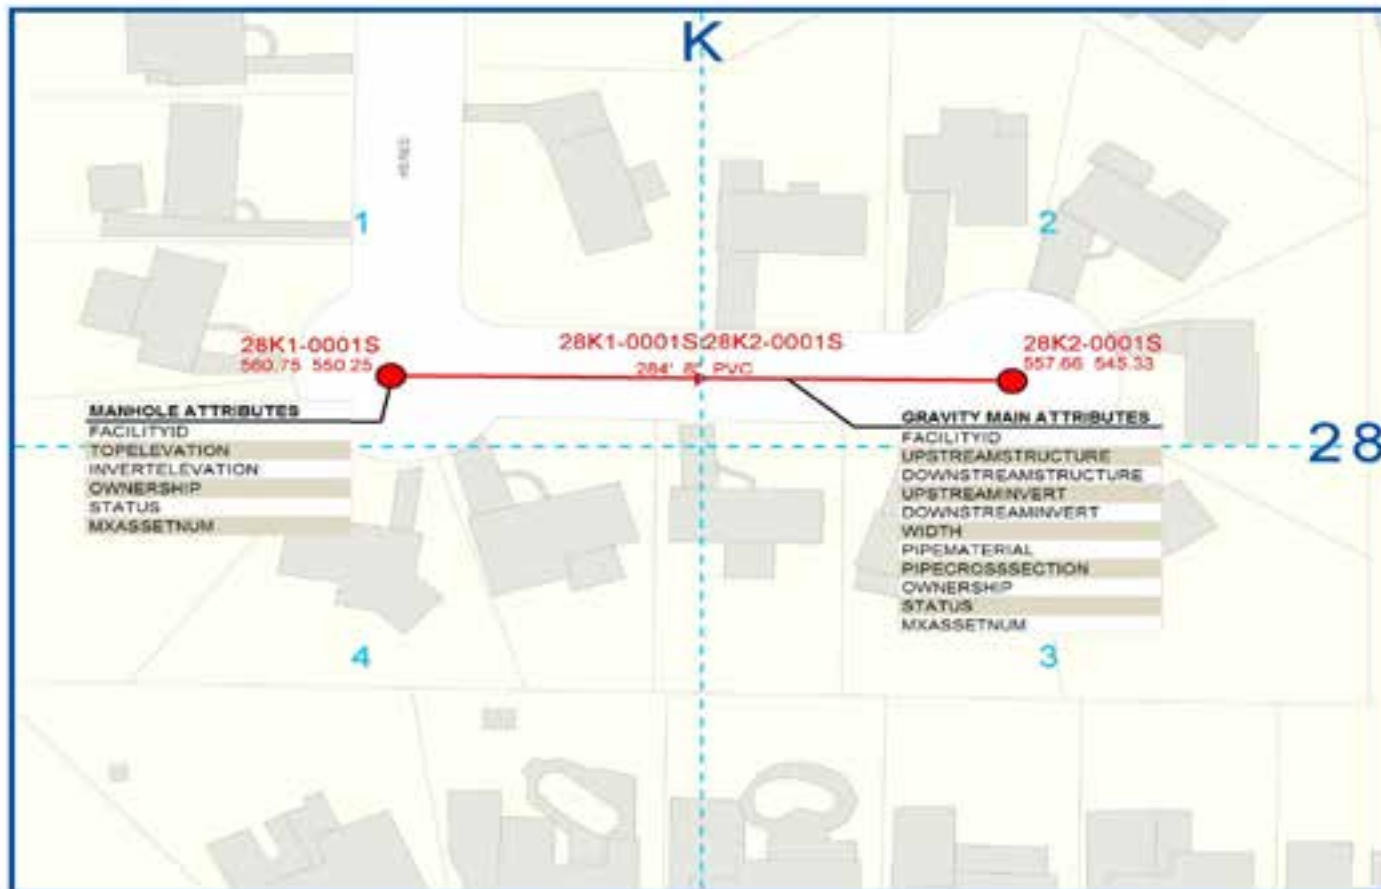 K
1
2
28K1-0001S
560.75 550.25
28K1-0001S:28K2-0001S
284' 8" PVC
28K2-0001S
557.66 545.33
MANHOLE ATTRIBUTES
FACILITYID
TOPELEVATION
INVERTELEVATION
OWNERSHIP
STATUS
MXASSETNUM
GRAVITY MAIN ATTRIBUTES
FACILITYID
UPSTREAMSTRUCTURE
DOWNSTREAMSTRUCTURE
UPSTREAMINVERT
DOWNSTREAMINVERT
WIDTH
PIPEMATERIAL
PIPECROSSSECTION
OWNERSHIP
STATUS
MXASSETNUM
28
4
3